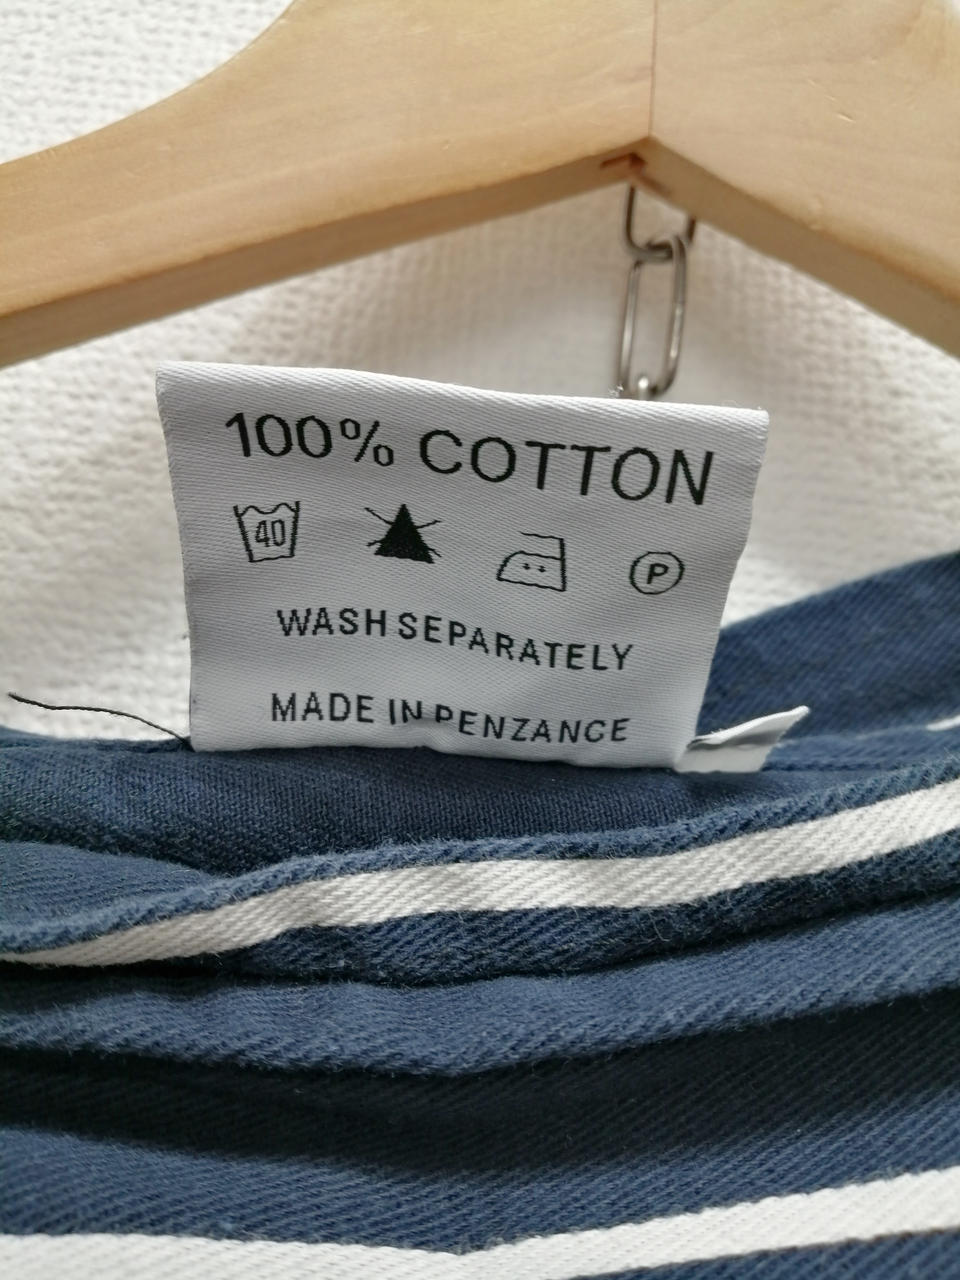 100% COTTON
40
P
WASH SEPARATELY
MADE IN PENZANCE